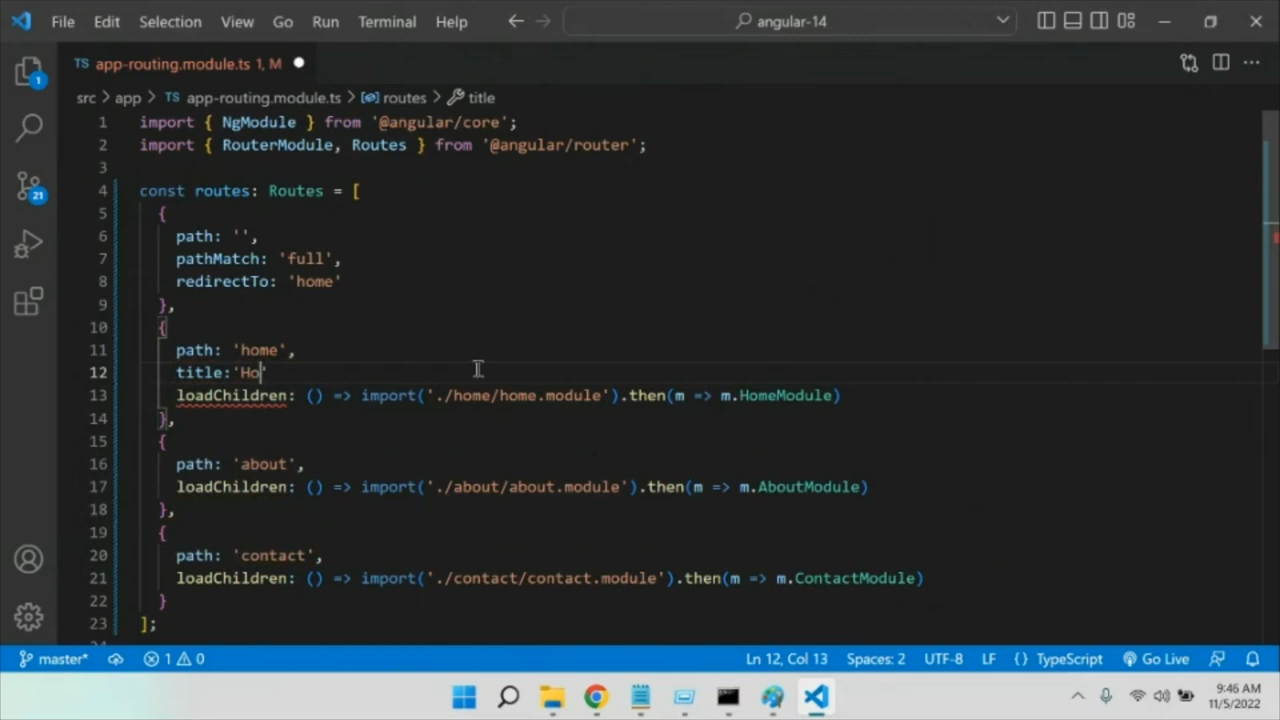 File Edit Selection View Go Run Terminal Help angular-14
1
TS app-routing.module.ts 1, M
src > app > TS app-routing.module.ts > routes > title
1 import { NgModule } from '@angular/core';
2 import { RouterModule, Routes } from '@angular/router';
3
4 const routes: Routes = [
5 {
6 path: '',
7 pathMatch: 'full',
8 redirectTo: 'home'
9 },
10 {
11 path: 'home',
12 title:'Ho'
13 loadChildren: () => import('./home/home.module').then(m => m.HomeModule)
14 },
15 {
16 path: 'about',
17 loadChildren: () => import('./about/about.module').then(m => m.AboutModule)
18 },
19 {
20 path: 'contact',
21 loadChildren: () => import('./contact/contact.module').then(m => m.ContactModule)
22 }
23 ];
21
master* 1 0 Ln 12, Col 13 Spaces: 2 UTF-8 LF {} TypeScript Go Live
9:46 AM
11/5/2022